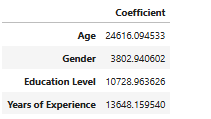 Coefficient
Age 24616.094533
Gender 3802.940602
Education Level 10728.963626
Years of Experience 13648.159540